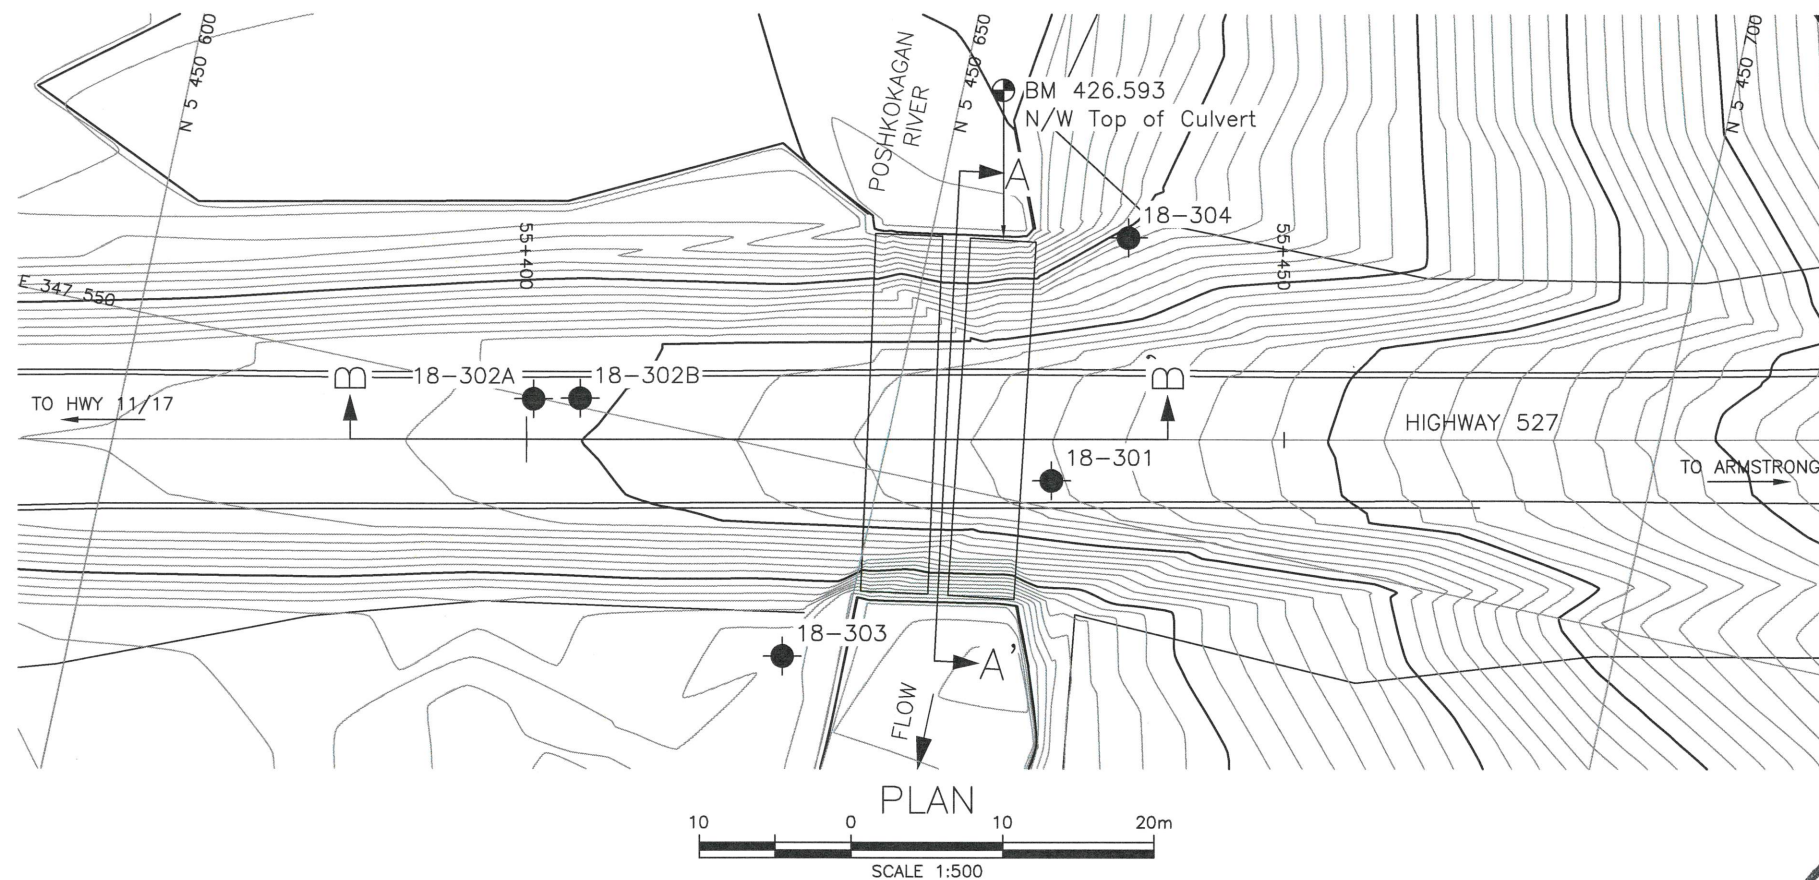 N 5 450 600
POSHKOKAGAN
RIVER
N 5 450 650
BM 426.593
N/W Top of Culvert
N 5 450 700
A
18-304
55+400
55+450
E 347 550
B
18-302A
18-302B
B'
TO HWY 11/17
HIGHWAY 527
18-301
TO ARMSTRONG
18-303
A'
FLOW
PLAN
10 0 10 20m
SCALE 1:500